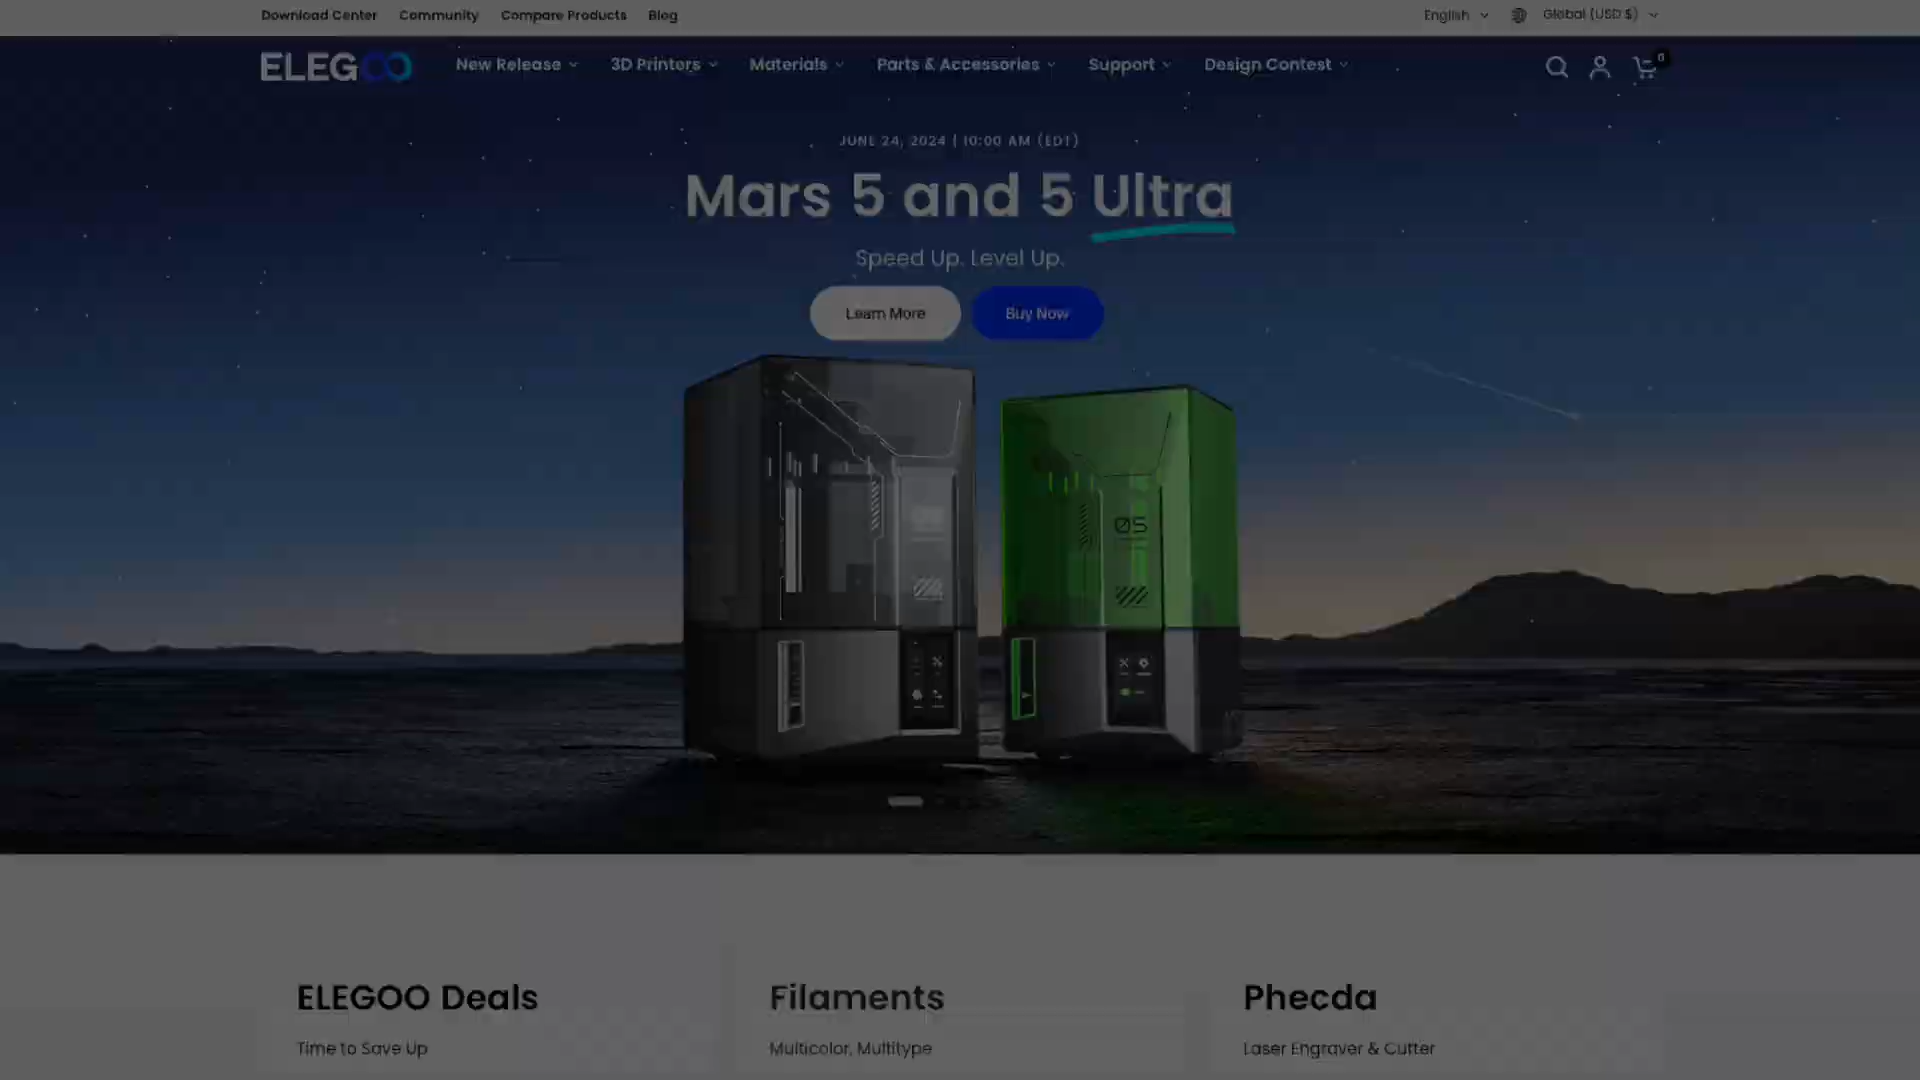 Download Center Community Compare Products Blog English Global (USD $)
ELEGOO New Release 3D Printers Materials Parts & Accessories Support Design Contest 0
JUNE 24, 2024 | 10:00 AM (EDT)
Mars 5 and 5 Ultra
Speed Up. Level Up.
Learn More Buy Now
05
ELEGOO Deals Filaments Phecda
Time to Save Up Multicolor, Multitype Laser Engraver & Cutter